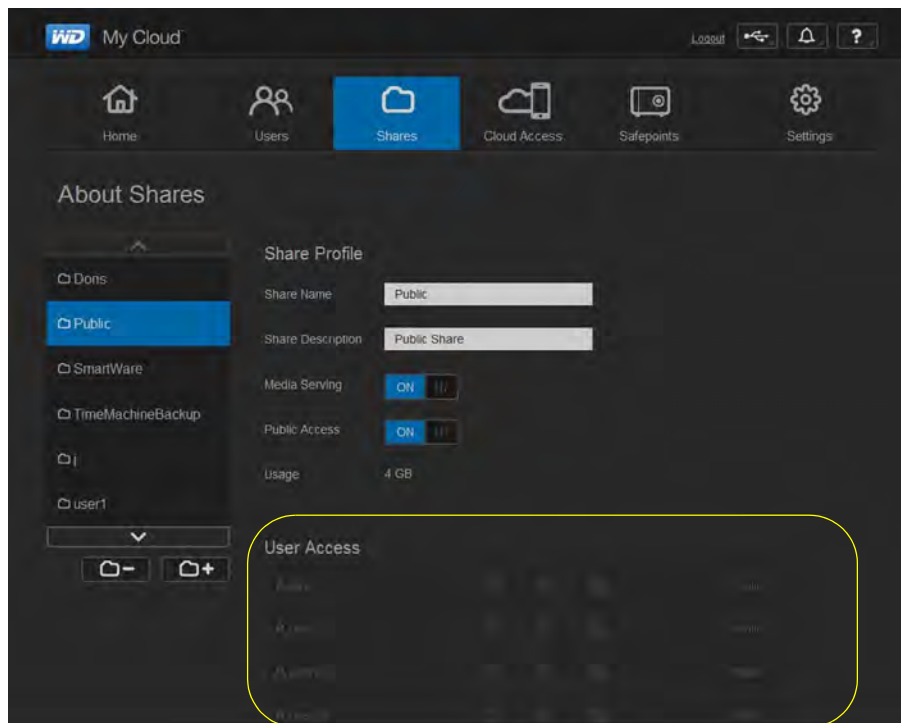 WD My Cloud
Logout ?
Home Users Shares Cloud Access Safepoints Settings
About Shares
Doris
Public
SmartWare
TimeMachineBackup
j
user1
Share Profile
Share Name Public
Share Description Public Share
Media Serving ON
Public Access ON
Usage 4 GB
User Access